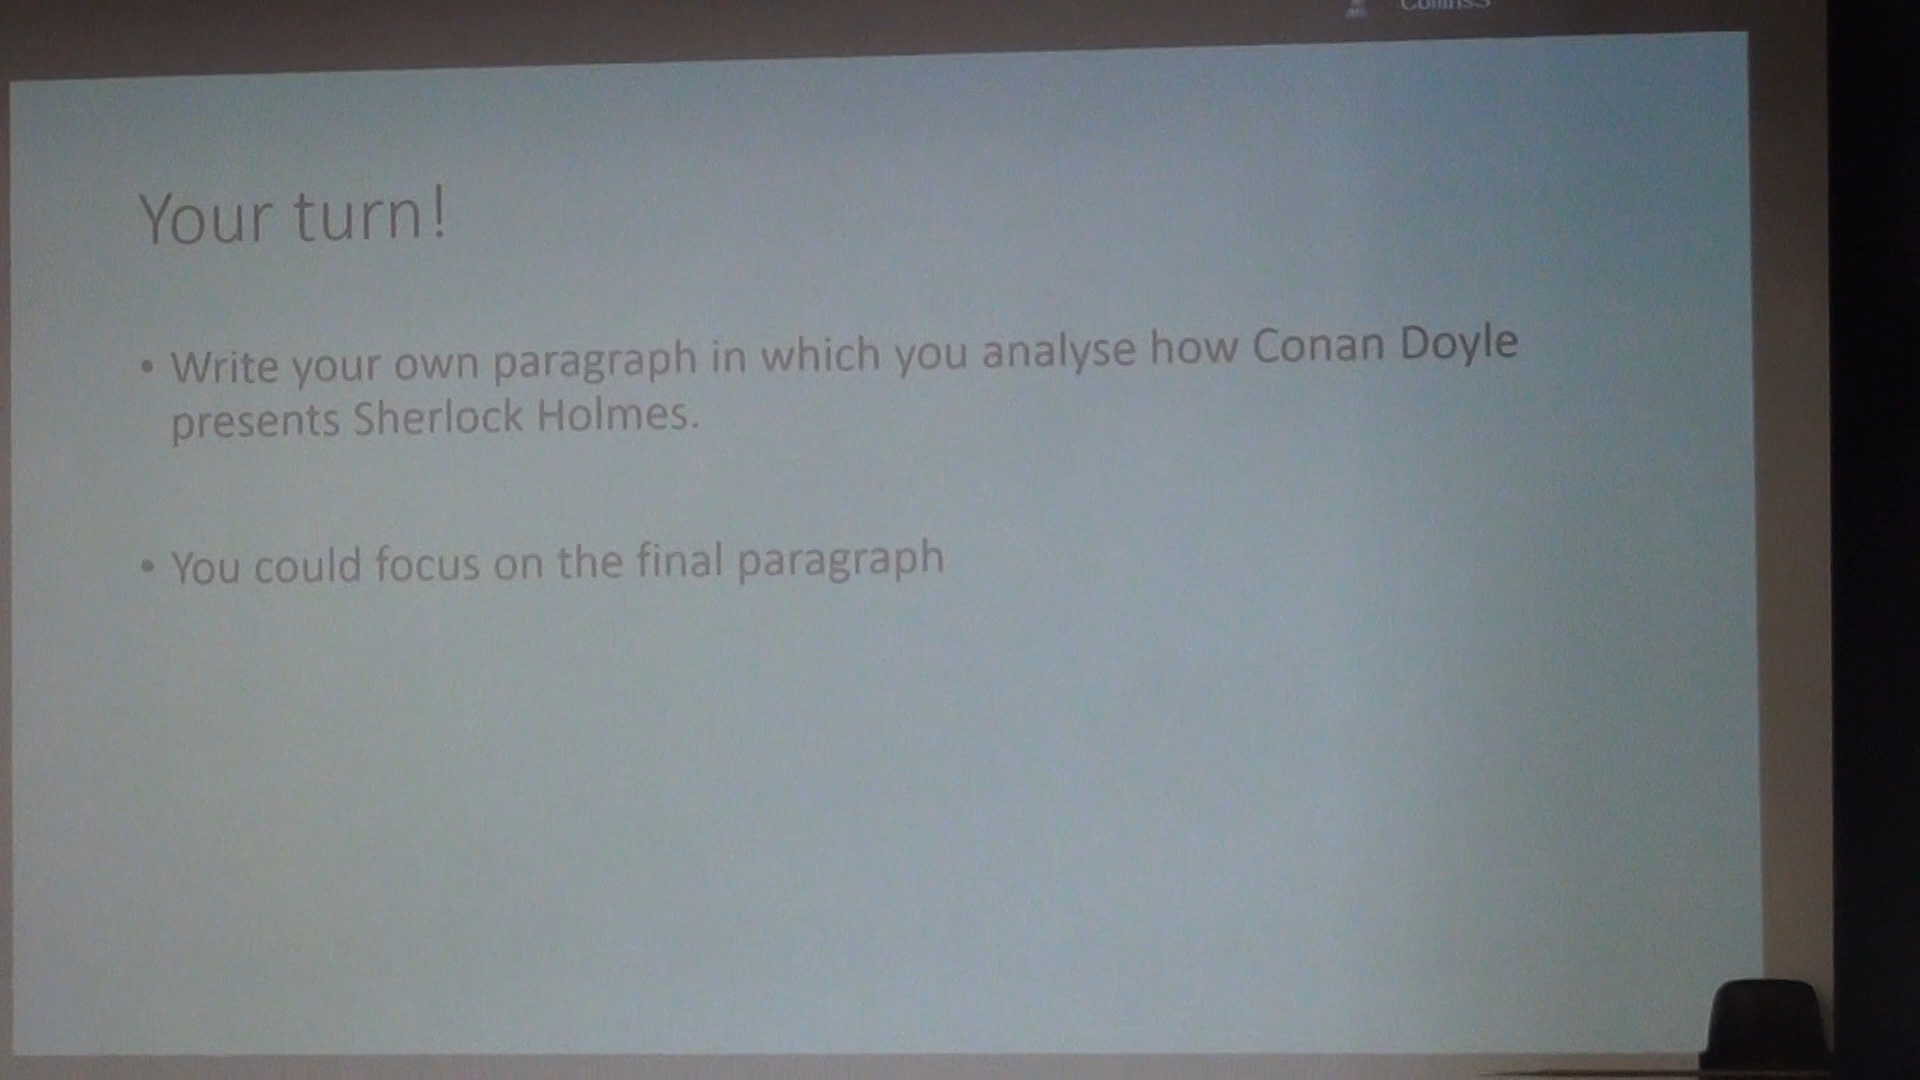 Your turn!
• Write your own paragraph in which you analyse how Conan Doyle
presents Sherlock Holmes.
• You could focus on the final paragraph